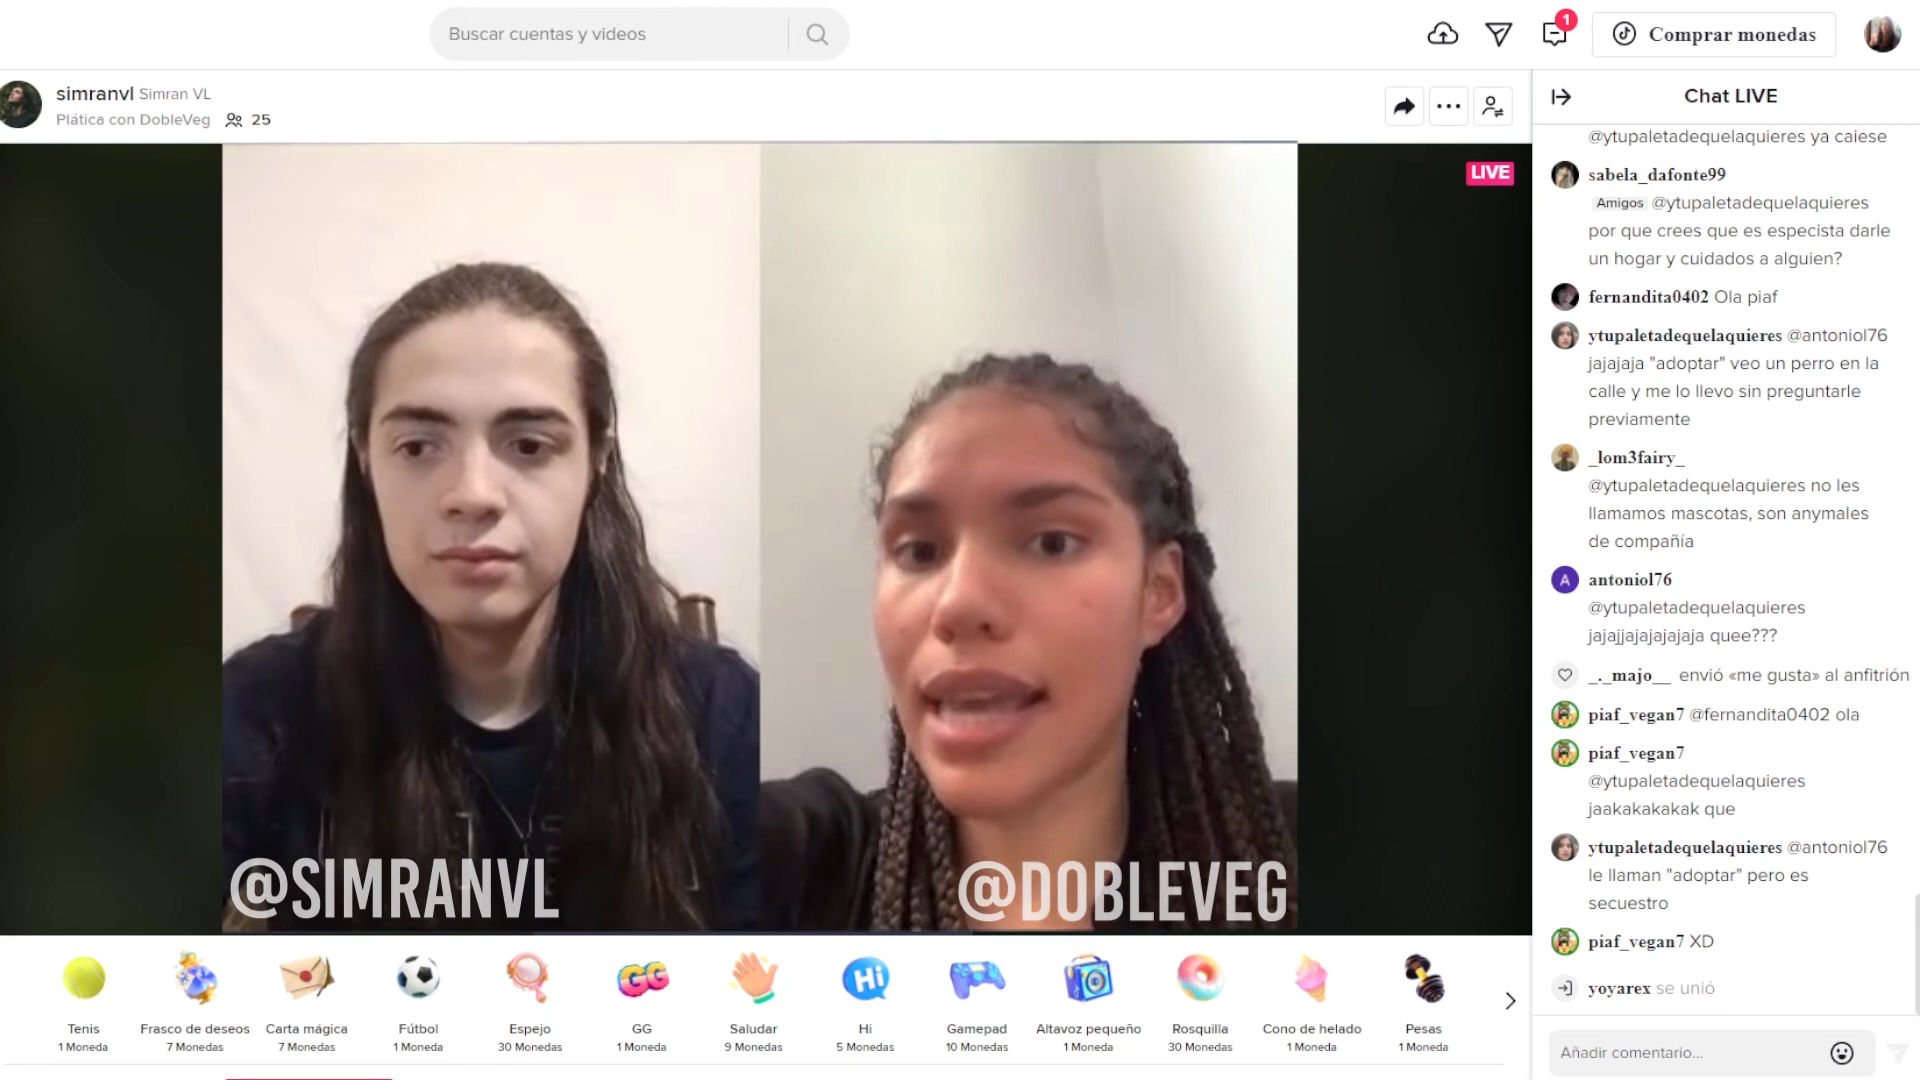 Buscar cuentas y videos
1
Comprar monedas
simranvl Simran VL
Plática con DobleVeg 25
LIVE
@SIMRANVL
@DOBLEVEG
Tenis
1 Moneda
Frasco de deseos
7 Monedas
Carta mágica
7 Monedas
Fútbol
1 Moneda
GG
Espejo
30 Monedas
GG
1 Moneda
Saludar
9 Monedas
Hi
Hi
5 Monedas
Gamepad
10 Monedas
Altavoz pequeño
1 Moneda
Rosquilla
30 Monedas
Cono de helado
1 Moneda
Pesas
1 Moneda
Chat LIVE
@ytupaletadequelaquieres ya caiese
sabela_dafonte99
Amigos @ytupaletadequelaquieres
por que crees que es especista darle
un hogar y cuidados a alguien?
fernandita0402 Ola piaf
ytupaletadequelaquieres @antoniol76
jajajaja "adoptar" veo un perro en la
calle y me lo llevo sin preguntarle
previamente
_lom3fairy_
@ytupaletadequelaquieres no les
llamamos mascotas, son anymales
de compañía
A antoniol76
@ytupaletadequelaquieres
jajajjajajajajaja quee???
_._majo__ envió «me gusta» al anfitrión
piaf_vegan7 @fernandita0402 ola
piaf_vegan7
@ytupaletadequelaquieres
jaakakakakak que
ytupaletadequelaquieres @antoniol76
le llaman "adoptar" pero es
secuestro
piaf_vegan7 XD
yoyarex se unió
Añadir comentario...